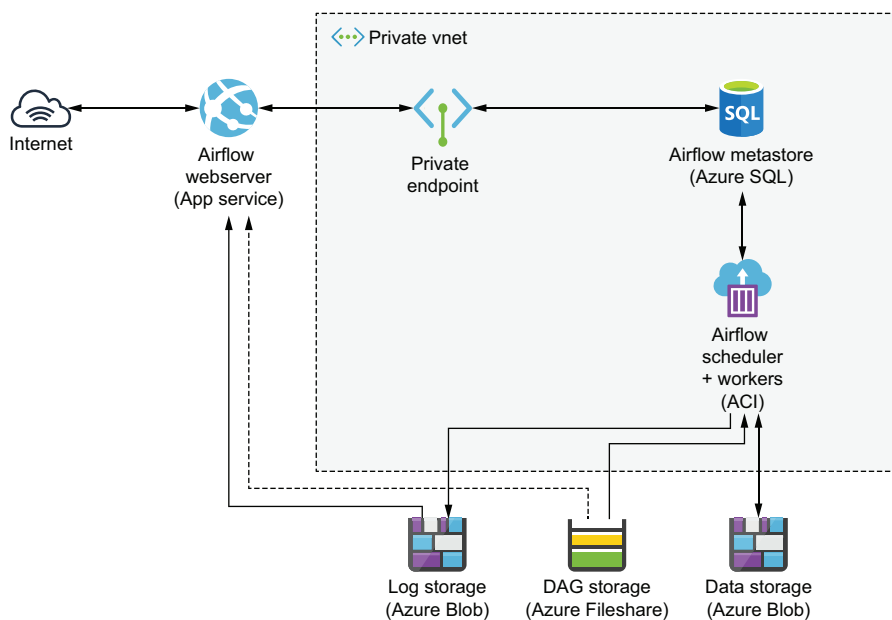 Private vnet
Internet
Airflow
webserver
(App service)
Private
endpoint
SQL
Airflow metastore
(Azure SQL)
Airflow
scheduler
+ workers
(ACI)
Log storage
(Azure Blob)
DAG storage
(Azure Fileshare)
Data storage
(Azure Blob)